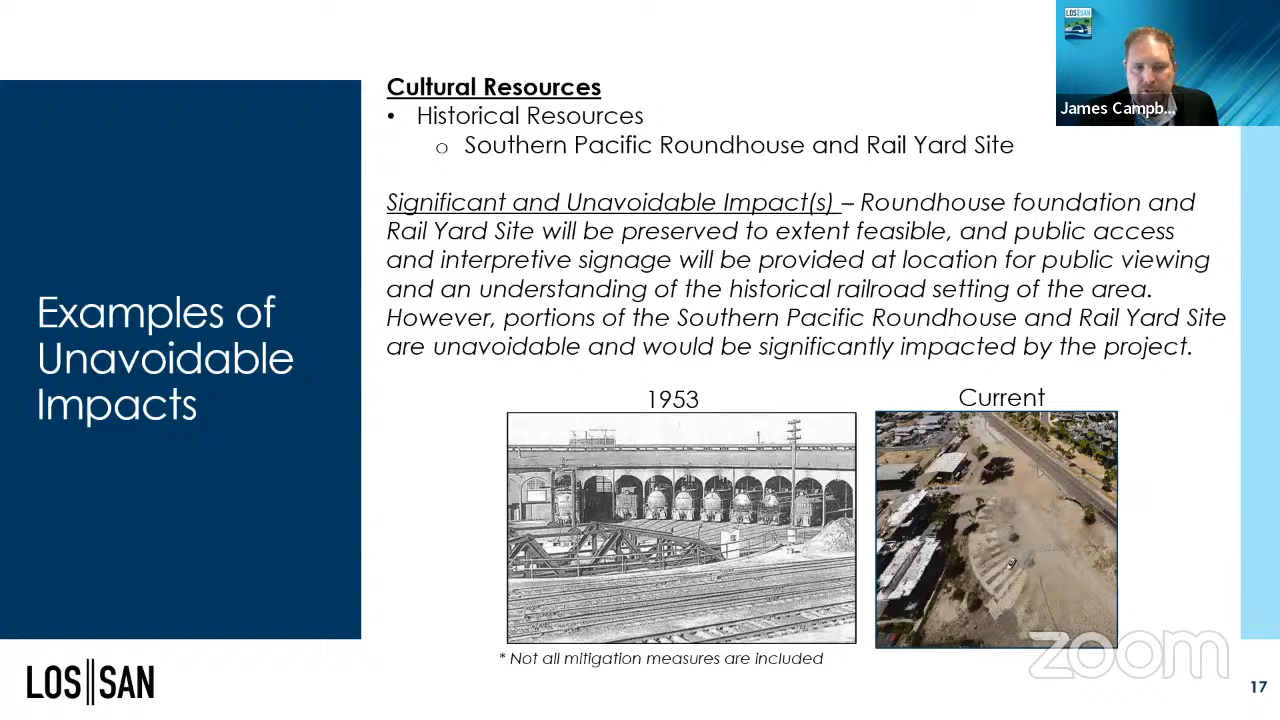 LOS SAN
James Campb...
Cultural Resources
• Historical Resources
o Southern Pacific Roundhouse and Rail Yard Site
Significant and Unavoidable Impact(s) – Roundhouse foundation and
Rail Yard Site will be preserved to extent feasible, and public access
and interpretive signage will be provided at location for public viewing
and an understanding of the historical railroad setting of the area.
However, portions of the Southern Pacific Roundhouse and Rail Yard Site
are unavoidable and would be significantly impacted by the project.
Examples of
Unavoidable
Impacts
1953
Current
* Not all mitigation measures are included
zoom
LOS SAN
17